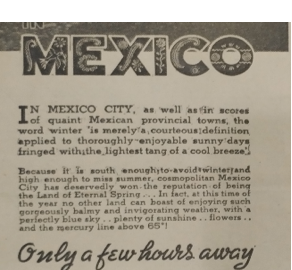 IN
MEXICO
IN MEXICO CITY, as well as in scores
of quaint Mexican provincial towns, the
word winter is merely a courteous definition
applied to thoroughly enjoyable sunny days
fringed with the lightest tang of a cool breeze.
Because it is south enough to avoid winter and
high enough to miss summer, cosmopolitan Mexico
City has deservedly won the reputation of being
the Land of Eternal Spring . . . In fact, at this time of
the year no other land can boast of enjoying such
gorgeously balmy and invigorating weather, with a
perfectly blue sky . . plenty of sunshine . . flowers . .
and the mercury line above 65°!
Only a few hours away